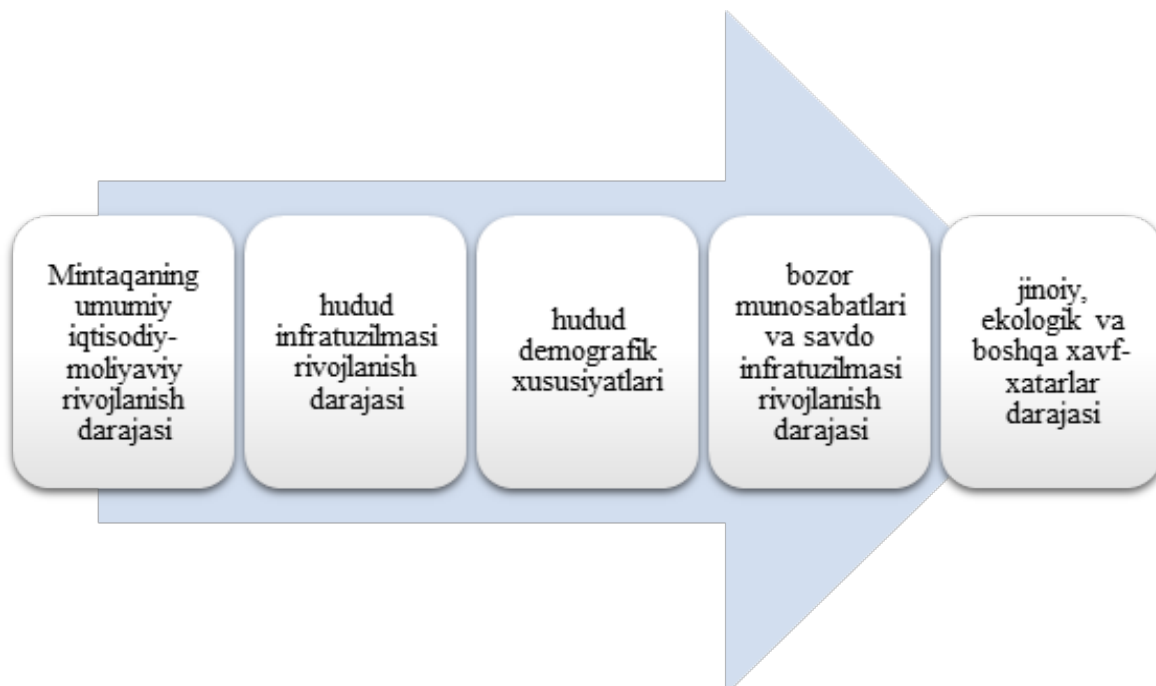 Mintaqaning
umumiy
iqtisodiy-
moliyaviy
rivojlanish
darajasi
hudud
infratuzilmasi
rivojlanish
darajasi
hudud
demografik
xususiyatlari
bozor
munosabatlari
va savdo
infratuzilmasi
rivojlanish
darajasi
jinoiy,
ekologik va
boshqa xavf-
xatarlar
darajasi